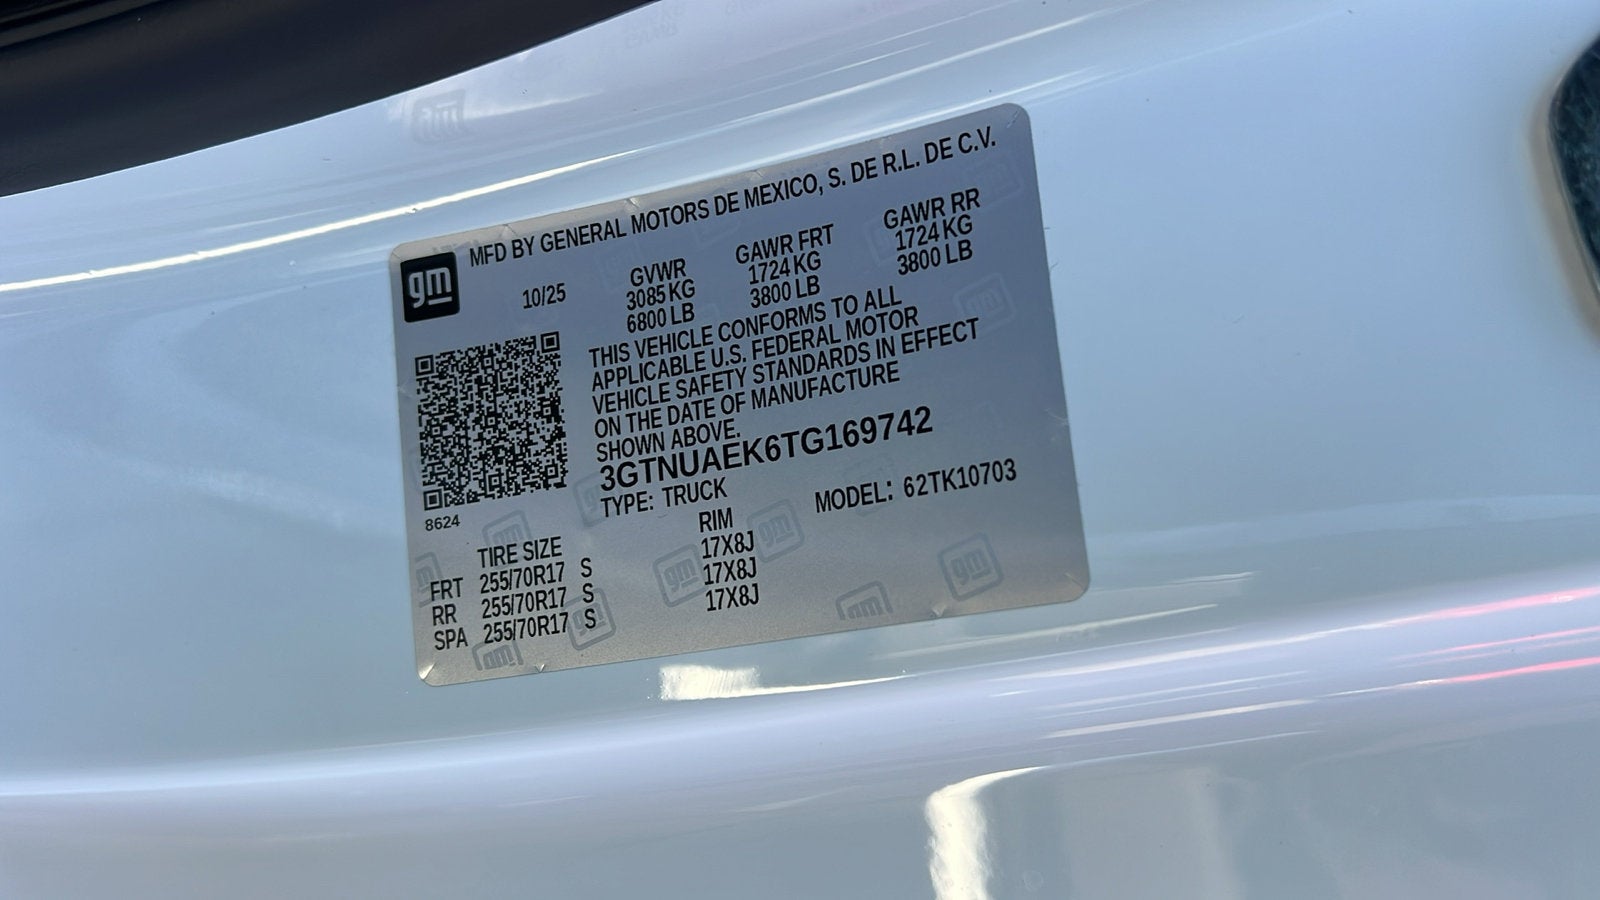 MFD BY GENERAL MOTORS DE MEXICO, S. DE R.L. DE C.V.
gm
10/25
GVWR
3085 KG
6800 LB
GAWR FRT
1724 KG
3800 LB
GAWR RR
1724 KG
3800 LB
THIS VEHICLE CONFORMS TO ALL
APPLICABLE U.S. FEDERAL MOTOR
VEHICLE SAFETY STANDARDS IN EFFECT
ON THE DATE OF MANUFACTURE
SHOWN ABOVE.
3GTNUAEK6TG169742
TYPE: TRUCK MODEL: 62TK10703
8624
TIRE SIZE RIM
FRT 255/70R17 S 17X8J
RR 255/70R17 S 17X8J
SPA 255/70R17 S 17X8J